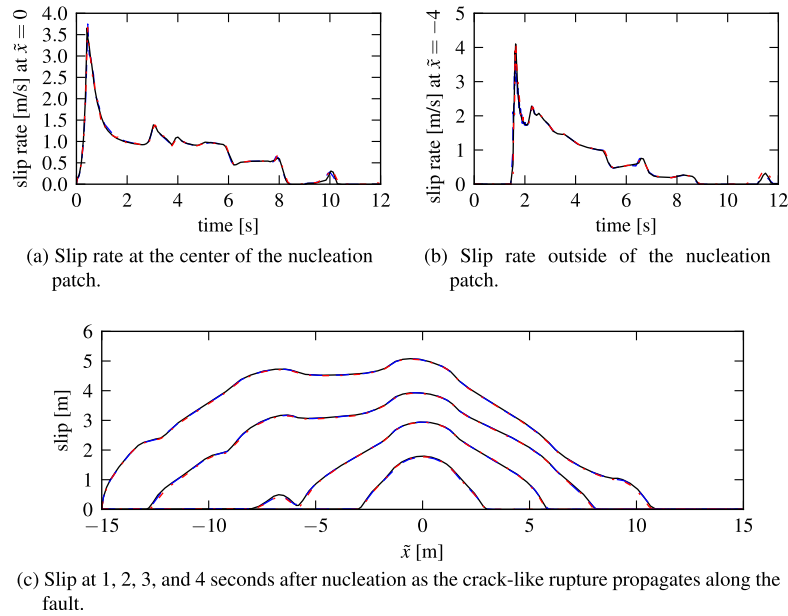 slip rate [m/s] at x̃ = 0
4.0
3.5
3.0
2.5
2.0
1.5
1.0
0.5
0.0
0 2 4 6 8 10 12
time [s]
(a) Slip rate at the center of the nucleation
patch.
slip rate [m/s] at x̃ = −4
5
4
3
2
1
0
0 2 4 6 8 10 12
time [s]
(b) Slip rate outside of the nucleation
patch.
slip [m]
6
5
4
3
2
1
0
−15 −10 −5 0 5 10 15
x̃ [m]
(c) Slip at 1, 2, 3, and 4 seconds after nucleation as the crack-like rupture propagates along the
fault.